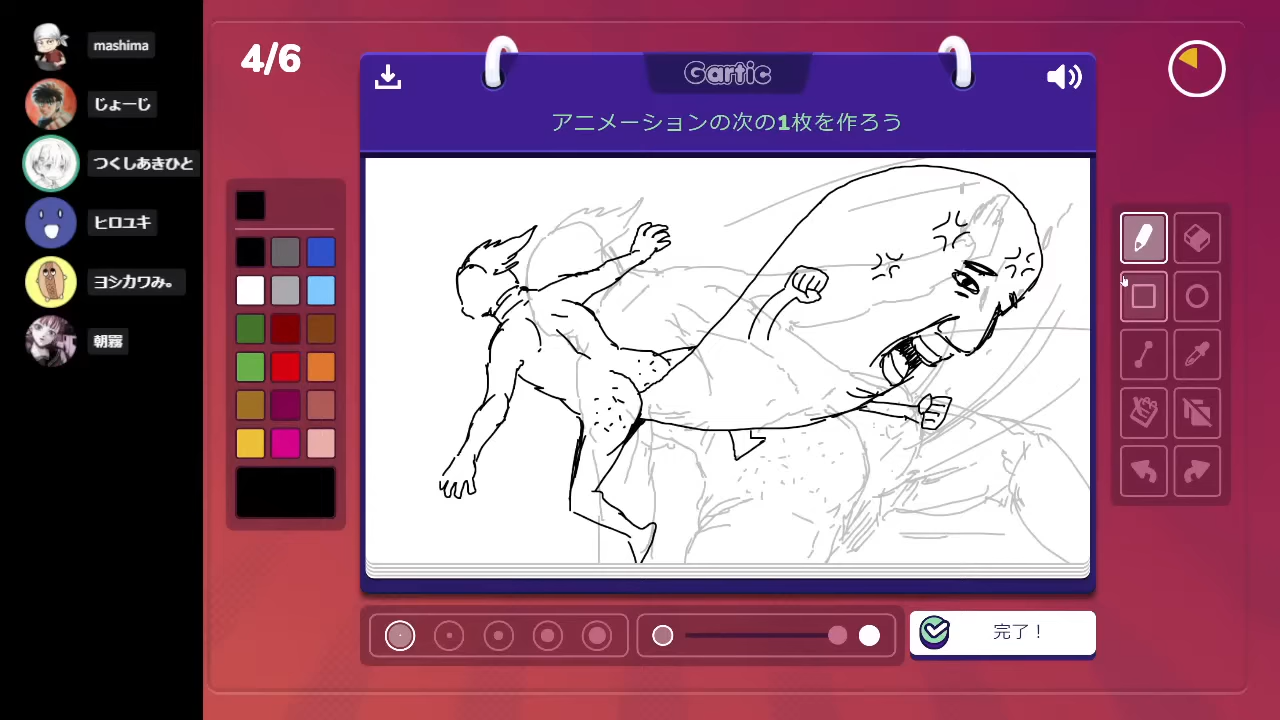 mashima
じょーじ
つくしあきひと
ヒロユキ
ヨシカワみ。
朝霧
4/6
Gartic
アニメーションの次の1枚を作ろう
完了！